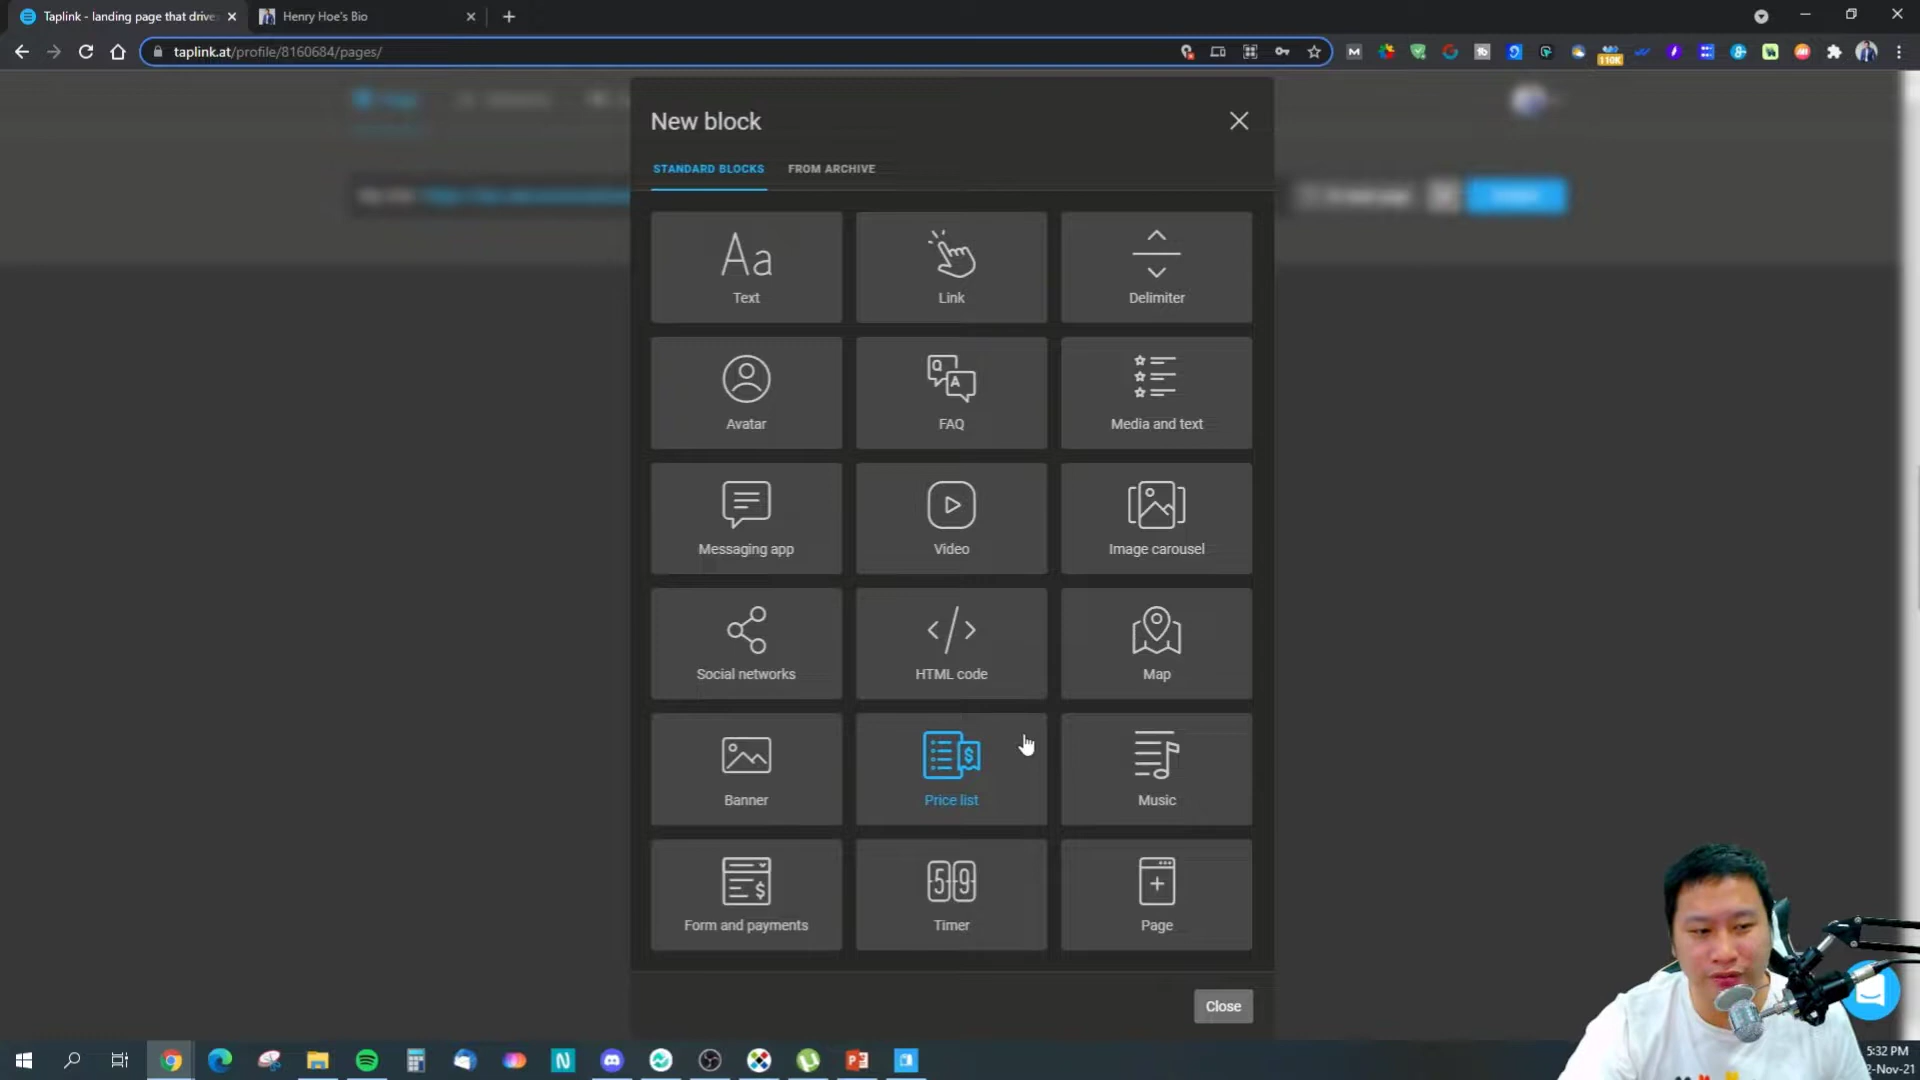 Taplink - landing page that drive
Henry Hoe's Bio
taplink.at/profile/8160684/pages/
110K
New block
STANDARD BLOCKS
FROM ARCHIVE
Aa
Text
Link
Delimiter
Avatar
Q
A
FAQ
Media and text
Messaging app
Video
Image carousel
Social networks
</>
HTML code
Map
Banner
$
Price list
Music
$
Form and payments
59
Timer
Page
Close
5:32 PM
-Nov-21